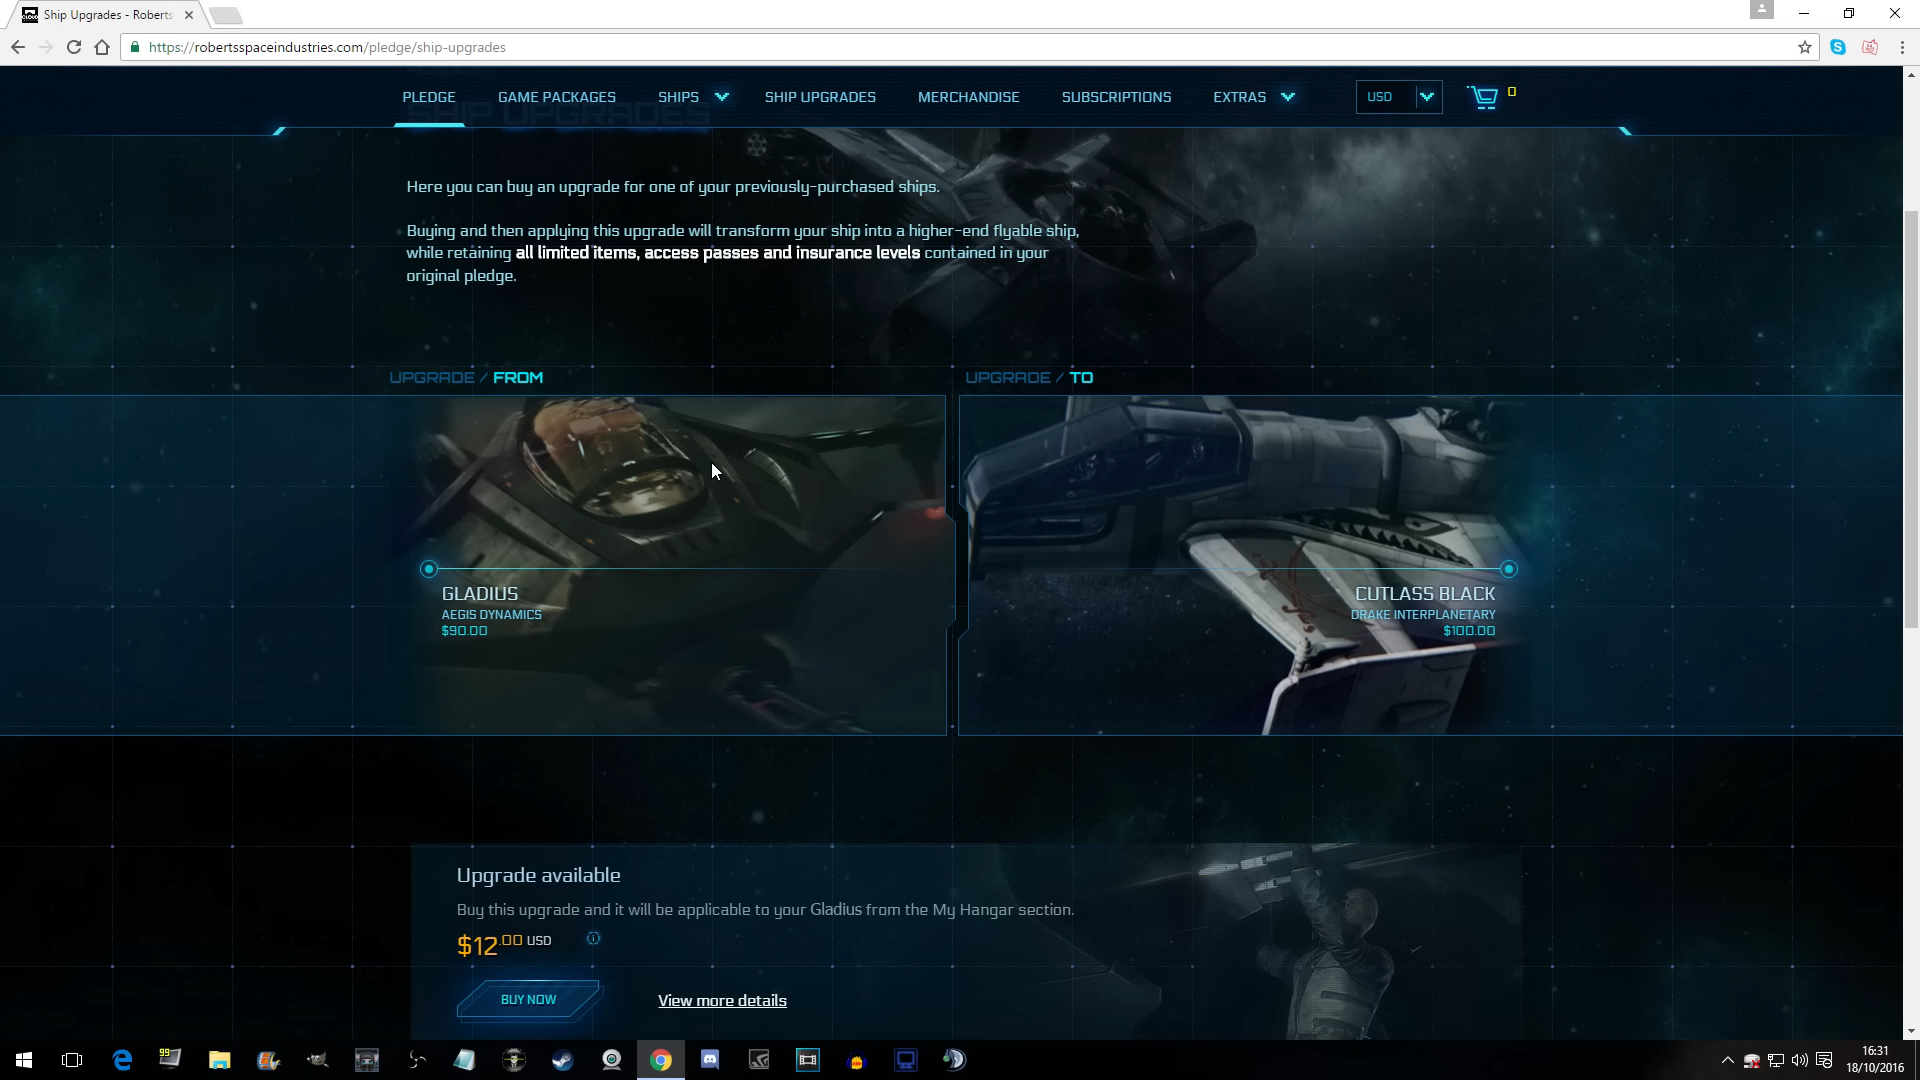 Ship Upgrades - Roberts
https://robertsspaceindustries.com/pledge/ship-upgrades
PLEDGE
GAME PACKAGES
SHIPS
SHIP UPGRADES
MERCHANDISE
SUBSCRIPTIONS
EXTRAS
USD
0
SHIP UPGRADES
Here you can buy an upgrade for one of your previously-purchased ships.
Buying and then applying this upgrade will transform your ship into a higher-end flyable ship,
while retaining all limited items, access passes and insurance levels contained in your
original pledge.
UPGRADE / FROM
UPGRADE / TO
GLADIUS
AEGIS DYNAMICS
$90.00
CUTLASS BLACK
DRAKE INTERPLANETARY
$100.00
Upgrade available
Buy this upgrade and it will be applicable to your Gladius from the My Hangar section.
$12.00 USD
BUY NOW
View more details
99
16:31
18/10/2016